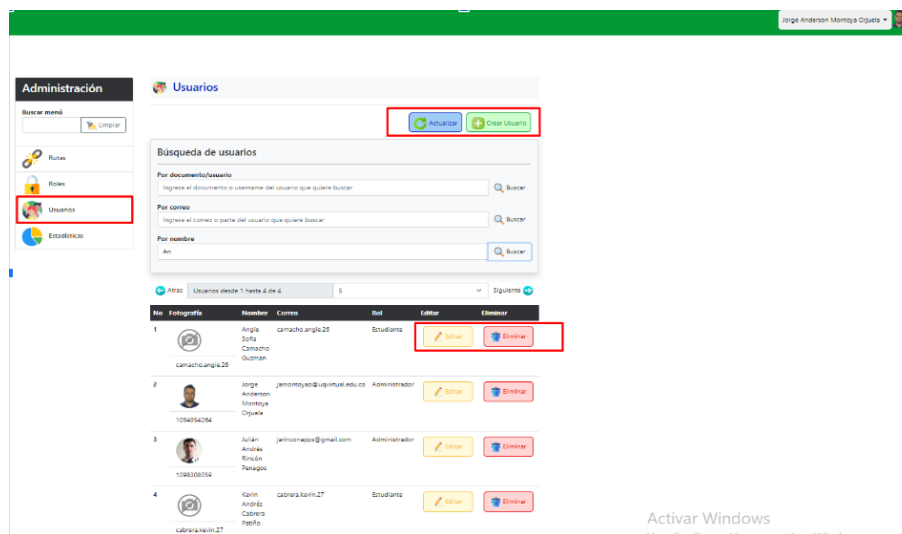 Jorge Anderson Montoya Orjuela
Administración
Buscar menú
Limpiar
Rutas
Roles
Usuarios
Estadísticas
Usuarios
Actualizar
Crear Usuario
Búsqueda de usuarios
Por documento/usuario
Ingrese el documento o username del usuario que quiere buscar
Buscar
Por correo
Ingrese el correo o parte del usuario que quiere buscar
Buscar
Por nombre
An
Buscar
Atras Usuarios desde 1 hasta 4 de 4 5 Siguiente
No Fotografía Nombre Correo Rol Editar Eliminar
1 Angie camacho.angie.26 Estudiante Editar Eliminar
Sofia
Camacho
Guzman
camacho.angie.26
2 Jorge jamontoyao@uqvirtual.edu.co Administrador Editar Eliminar
Anderson
Montoya
Orjuela
1094954284
3 Julián jarinconapps@gmail.com Administrador Editar Eliminar
Andrés
Rincón
Penagos
1098308059
4 Kevin cabrera.kevin.27 Estudiante Editar Eliminar
Andrés
Cabrera
Patiño
cabrera.kevin.27
Activar Windows